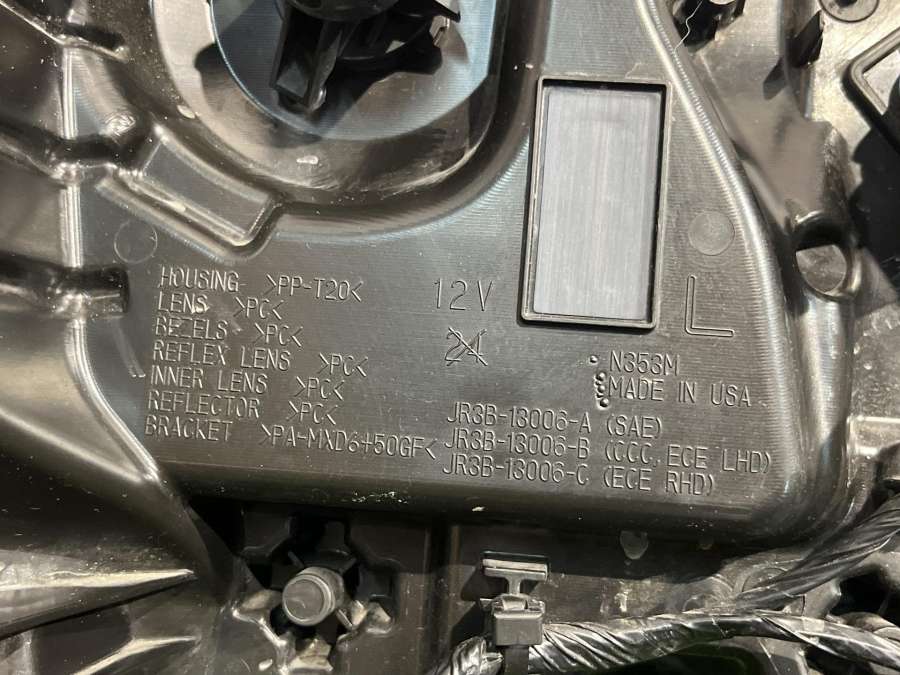 HOUSING >PP-T20<
LENS >PC<
BEZELS >PC<
REFLEX LENS >PC<
INNER LENS >PC<
REFLECTOR >PC<
BRACKET >PA-MXD6+50GF<
12V
24
L
N353M
MADE IN USA
JR3B-13006-A (SAE)
JR3B-13006-B (CCC, ECE LHD)
JR3B-13006-C (ECE RHD)